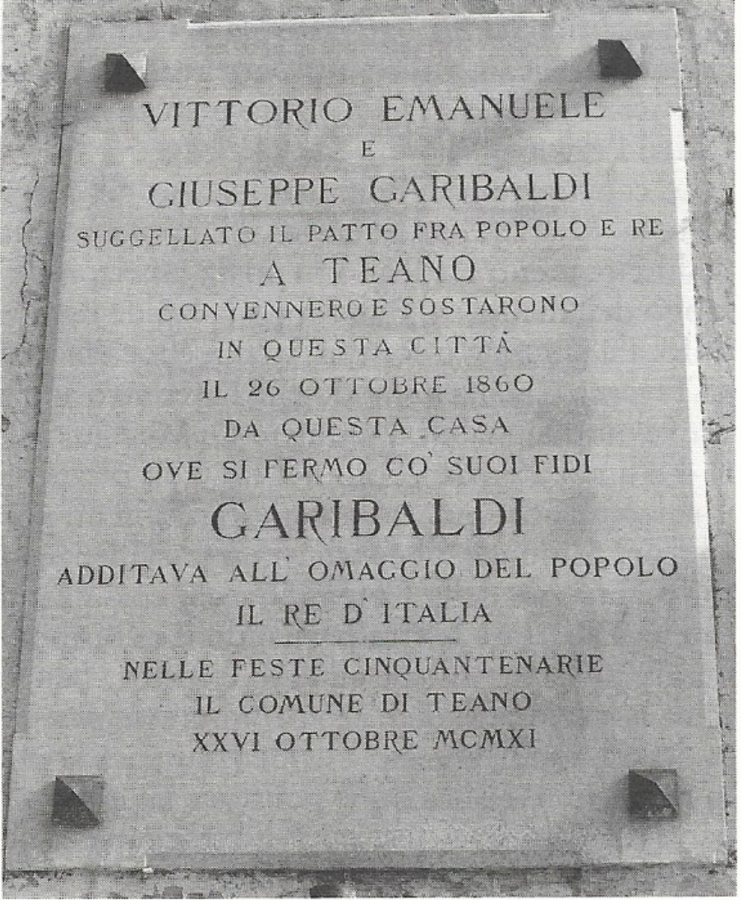 VITTORIO EMANUELE
E
GIUSEPPE GARIBALDI
SUGGELLATO IL PATTO FRA POPOLO E RE
A TEANO
CONVENNERO E SOSTARONO
IN QUESTA CITTÀ
IL 26 OTTOBRE 1860
DA QUESTA CASA
OVE SI FERMO CO' SUOI FIDI
GARIBALDI
ADDITAVA ALL' OMAGGIO DEL POPOLO
IL RE D' ITALIA
NELLE FESTE CINQUANTENARIE
IL COMUNE DI TEANO
XXVI OTTOBRE MCMXI